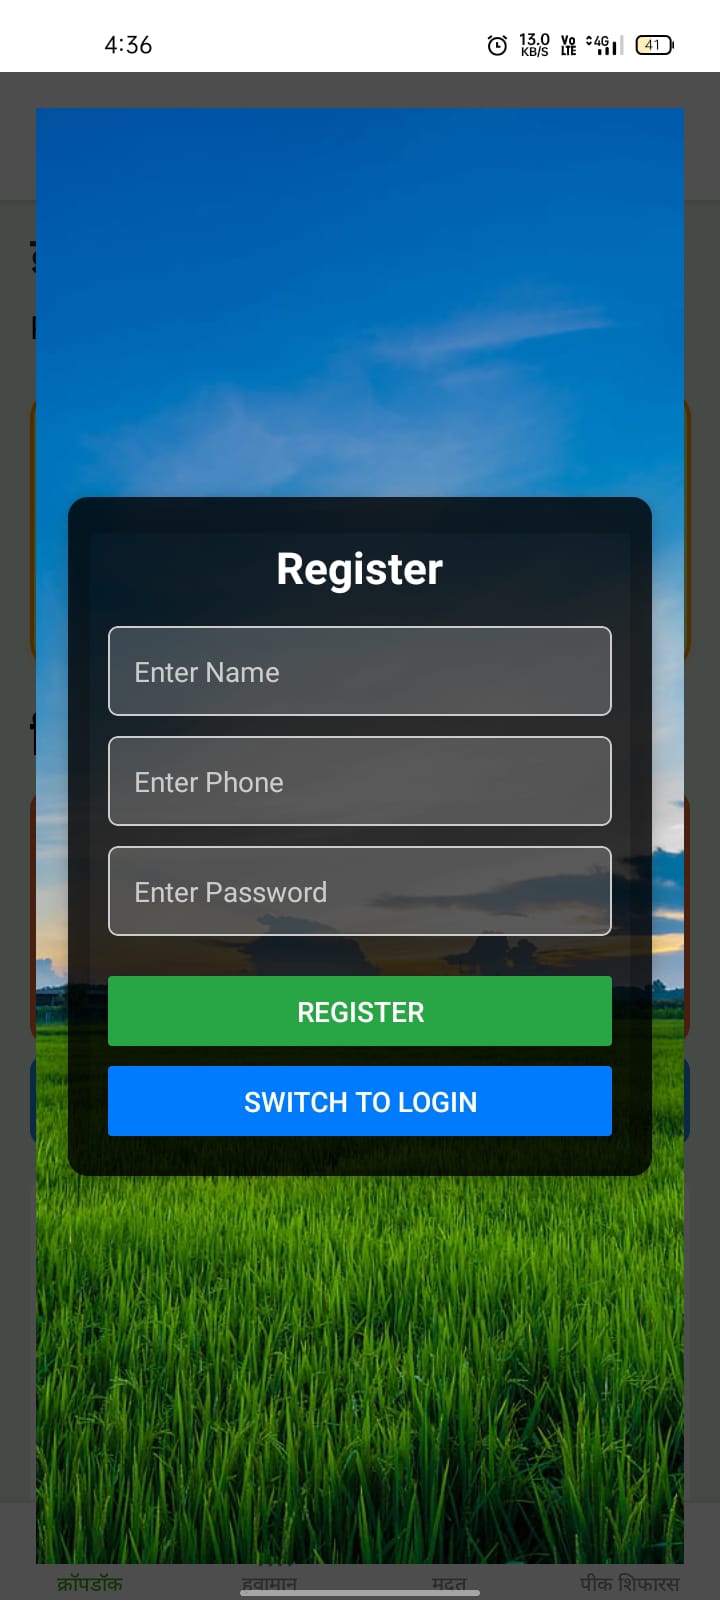 4:36
13.0 KB/S Vo LTE 4G 41
Register
Enter Name
Enter Phone
Enter Password
REGISTER
SWITCH TO LOGIN
क्रॉपडॉक हवामान मदत पीक शिफारस